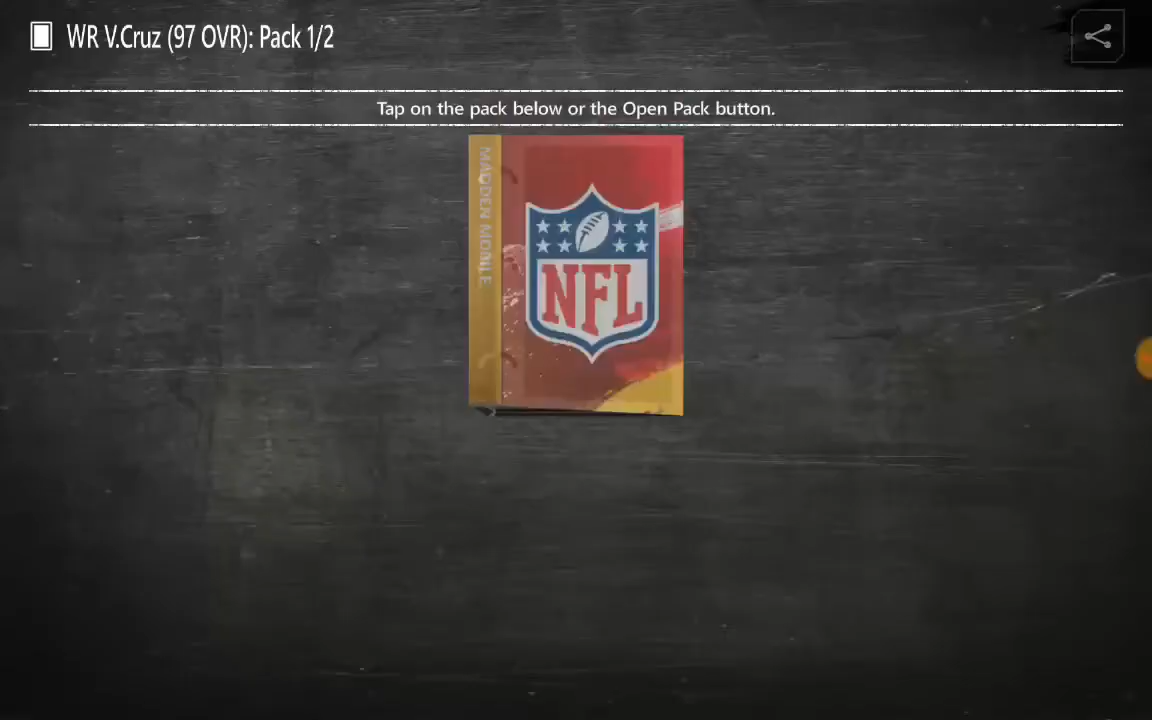 WR V.Cruz (97 OVR): Pack 1/2
Tap on the pack below or the Open Pack button.
MADDEN MOBILE
NFL